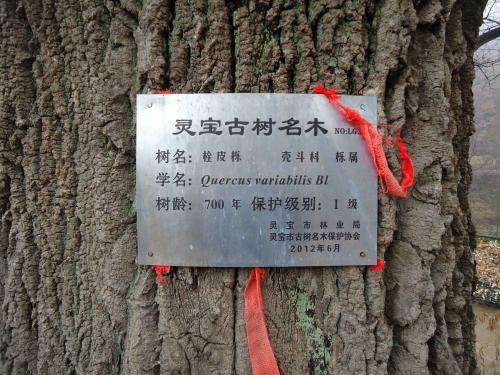 灵宝古树名木 NO:LG
树名：栓皮栎 壳斗科 栎属
学名：Quercus variabilis Bl
树龄：700 年 保护级别：I 级
灵宝市林业局
灵宝市古树名木保护协会
2012年6月